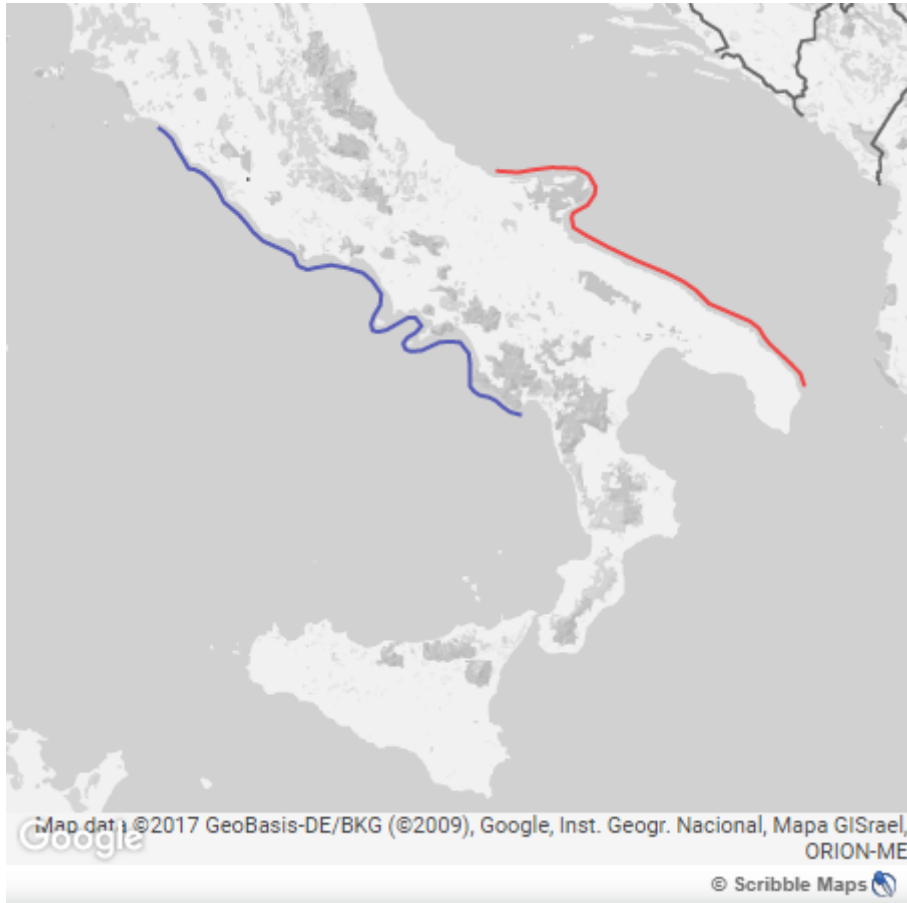 Map data ©2017 GeoBasis-DE/BKG (©2009), Google, Inst. Geogr. Nacional, Mapa GISrael,
Google
ORION-ME
© Scribble Maps